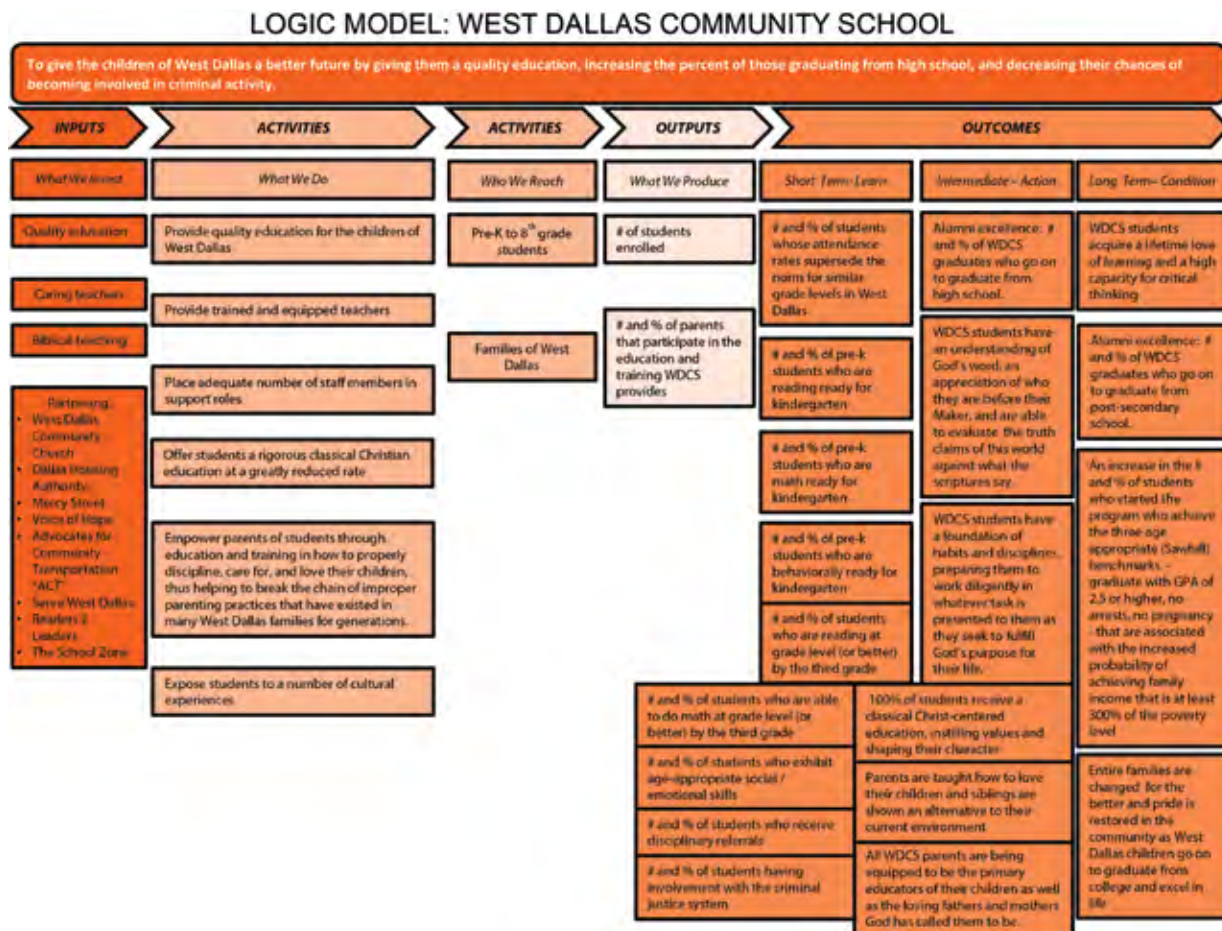 LOGIC MODEL: WEST DALLAS COMMUNITY SCHOOL
To give the children of West Dallas a better future by giving them a quality education, increasing the percent of those graduating from high school, and decreasing their chances of
becoming involved in criminal activity.
INPUTS
ACTIVITIES
ACTIVITIES
OUTPUTS
OUTCOMES
What We Invest
What We Do
Who We Reach
What We Produce
Short Term- Learn
Intermediate - Action
Long Term- Condition
Quality education
Caring teachers
Biblical teaching
Partnering:
• West Dallas
Community
Church
• Dallas Housing
Authority
• Mercy Street
• Voice of Hope
• Advocates for
Community
Transportation
"ACT"
• Serve West Dallas
• Readers 2
Leaders
• The School Zone
Provide quality education for the children of
West Dallas
Provide trained and equipped teachers
Place adequate number of staff members in
support roles
Offer students a rigorous classical Christian
education at a greatly reduced rate
Empower parents of students through
education and training in how to properly
discipline, care for, and love their children,
thus helping to break the chain of improper
parenting practices that have existed in
many West Dallas families for generations.
Expose students to a number of cultural
experiences
Pre-K to 8th grade
students
Families of West
Dallas
# of students
enrolled
# and % of parents
that participate in the
education and
training WDCS
provides
# and % of students
whose attendance
rates supersede the
norms for similar
grade levels in West
Dallas
# and % of pre-k
students who are
reading ready for
kindergarten
# and % of pre-k
students who are
math ready for
kindergarten
# and % of pre-k
students who are
behaviorally ready for
kindergarten
# and % of students
who are reading at
grade level (or better)
by the third grade
# and % of students who are able
to do math at grade level (or
better) by the third grade
# and % of students who exhibit
age-appropriate social /
emotional skills
# and % of students who receive
disciplinary referrals
# and % of students having
involvement with the criminal
justice system
Alumni excellence: #
and % of WDCS
graduates who go on
to graduate from
high school.
WDCS students have
an understanding of
God's word, an
appreciation of who
they are before their
Maker, and are able
to evaluate the truth
claims of this world
against what the
scriptures say.
WDCS students have
a foundation of
habits and discipline,
preparing them to
work diligently in
whatever task is
presented to them as
they seek to fulfill
God's purpose for
their life.
100% of students receive a
classical Christ-centered
education, instilling values and
shaping their character
Parents are taught how to love
their children and siblings are
shown an alternative to their
current environment
All WDCS parents are being
equipped to be the primary
educators of their children as well
as the loving fathers and mothers
God has called them to be.
WDCS students
acquire a lifetime love
of learning and a high
capacity for critical
thinking
Alumni excellence: #
and % of WDCS
graduates who go on
to graduate from
post-secondary
school.
An increase in the #
and % of students
who started the
program who achieve
the three age
appropriate (Sawhill)
benchmarks -
graduate with GPA of
2.5 or higher, no
arrests, no pregnancy
- that are associated
with the increased
probability of
achieving family
income that is at least
300% of the poverty
level
Entire families are
changed for the
better and pride is
restored in the
community as West
Dallas children go on
to graduate from
college and excel in
life